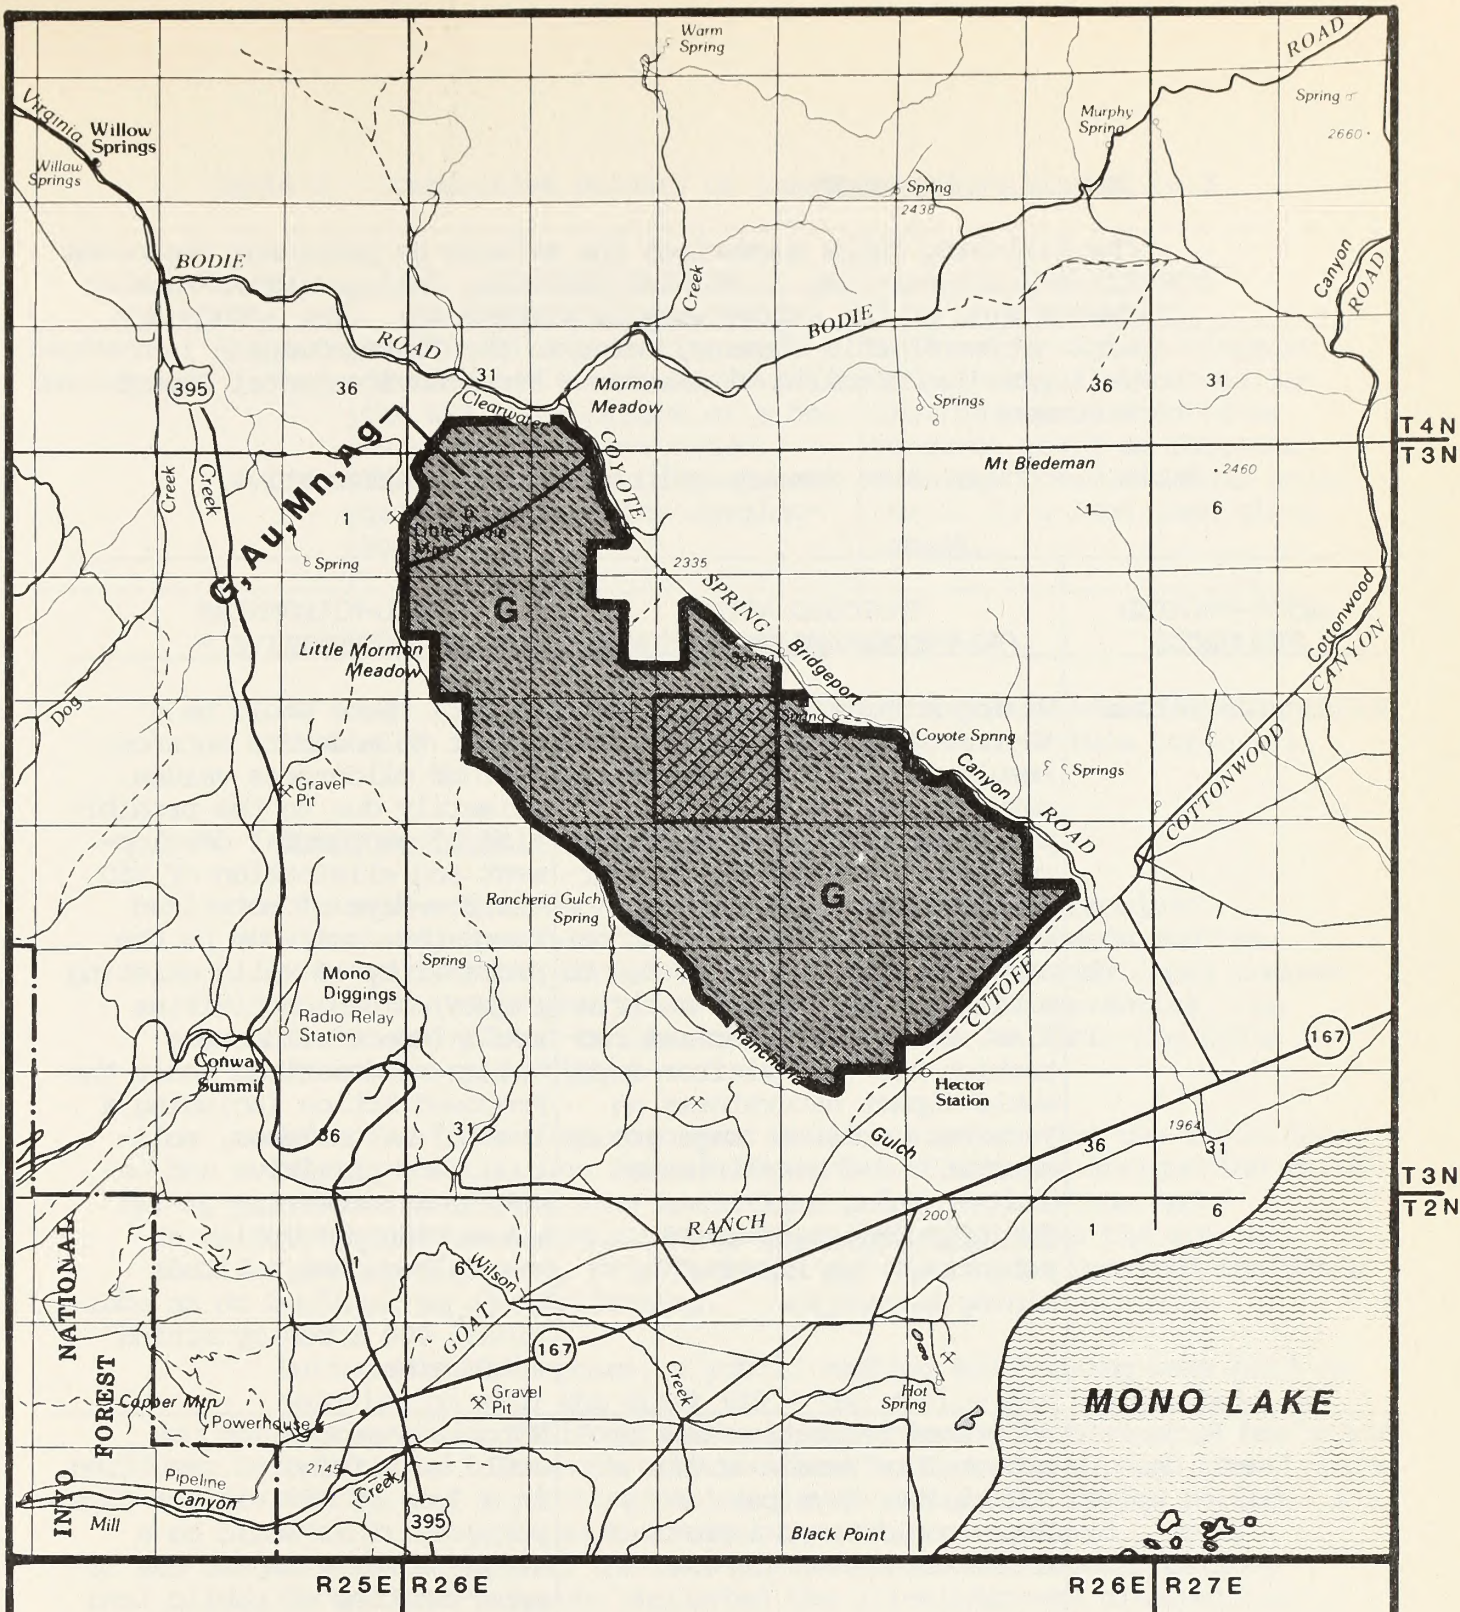 Warm
Spring
ROAD
Spring
2660
Virginia
Willow
Springs
Willaw
Springs
Murphy
Spring
Spring
2438
BODIE
Creek
Canyon
ROAD
BODIE
ROAD
395
36
31
Clearwater
Mormon
Meadow
36
31
Springs
T4N
T3N
G, Au, Mn, Ag
COYOTE
Mt Biedeman
2460
Creek
Creek
1
Little Bodie
Mine
1
6
Spring
2335
SPRING
G
Cottonwood
CANYON
Little Mormon
Meadow
Spring
Bridgeport
Dog
Spring
Coyote Spring
Canyon
Springs
COTTONWOOD
Gravel
Pit
ROAD
G
Rancheria Gulch
Spring
Spring
Mono
Diggings
Radio Relay
Station
CUTOFF
167
Conway
Summit
Rancheria
Hector
Station
36
31
Gulch
36
1964
31
T3N
T2N
RANCH
2001
1
6
NATIONAL
1
6
Wilson
GOAT
167
FOREST
Copper Mtn
Powerhouse
Gravel
Pit
Creek
Hot
Spring
MONO LAKE
INYO
2145
Pipeline
Canyon
Creek
Mill
395
Black Point
R25E
R26E
R26E
R27E